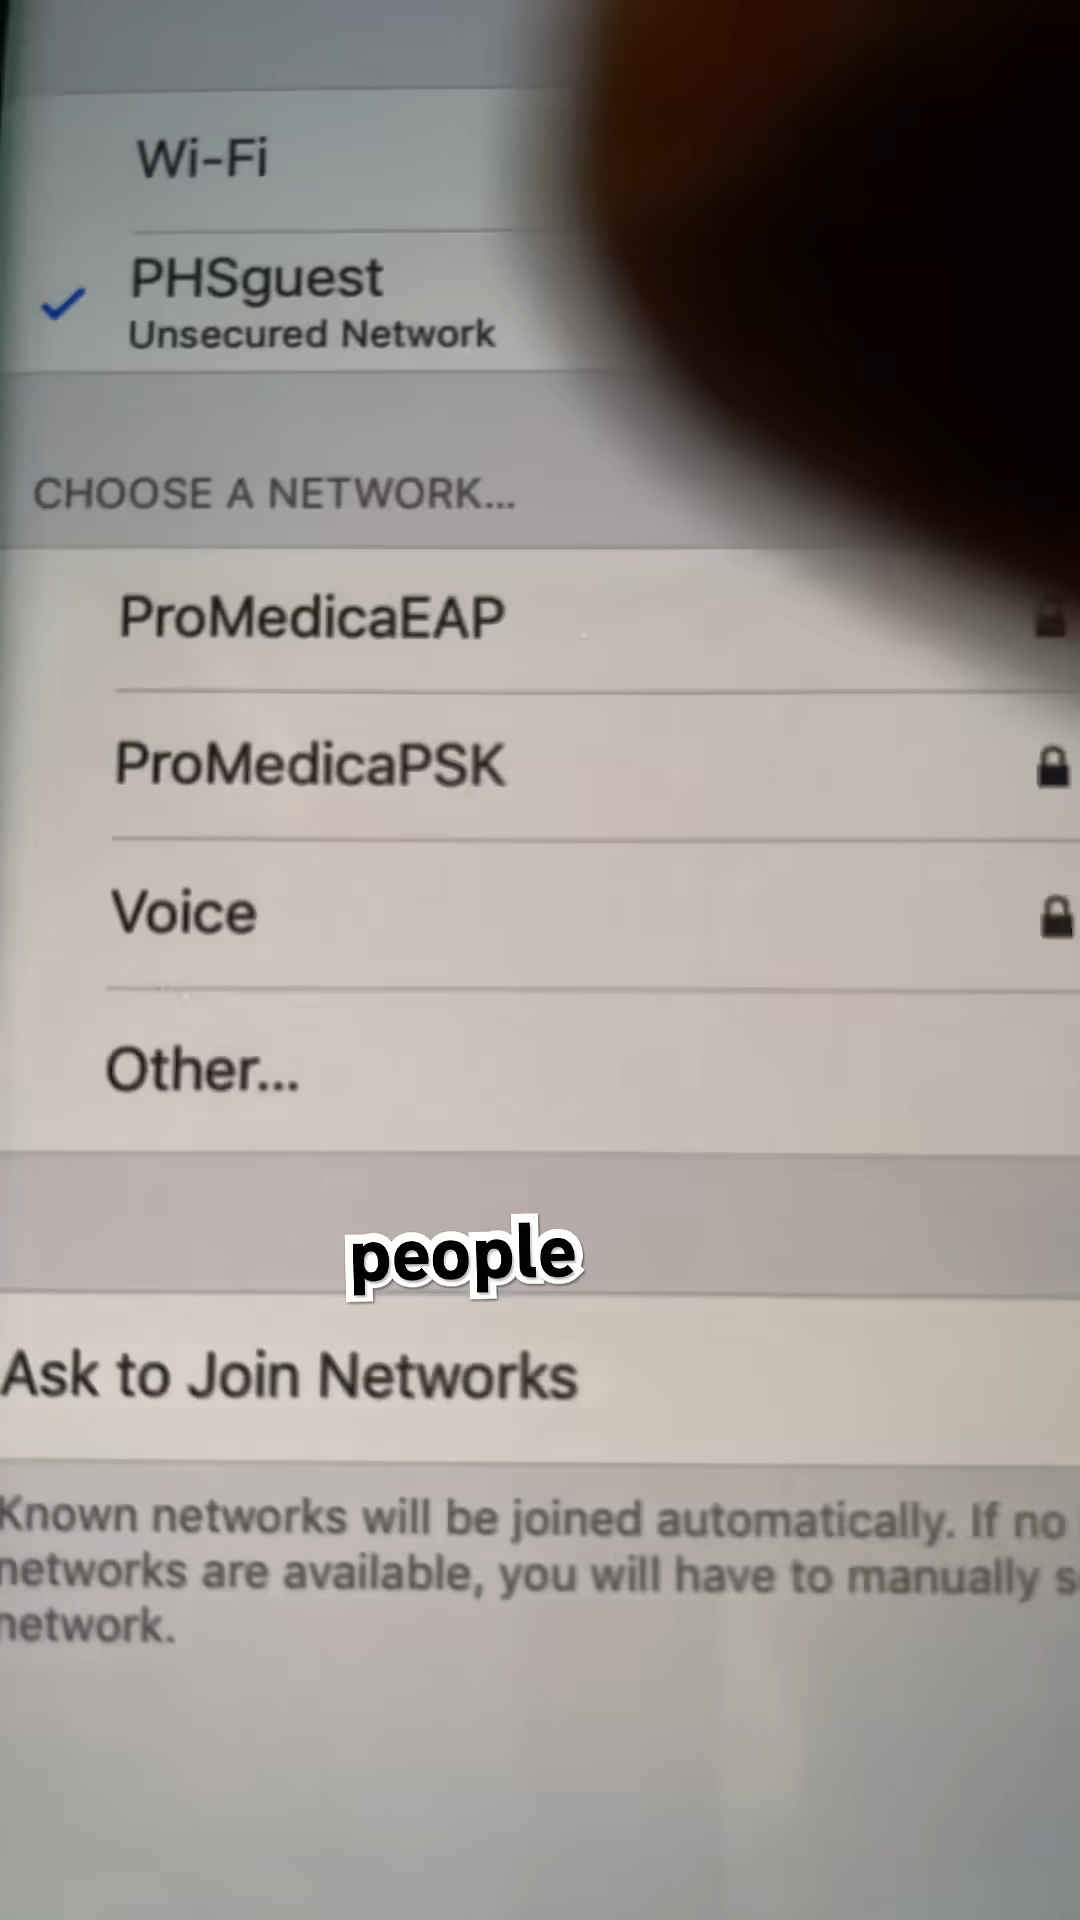 Wi-Fi
PHSguest
Unsecured Network
CHOOSE A NETWORK...
ProMedicaEAP
ProMedicaPSK
Voice
Other...
people
Ask to Join Networks
Known networks will be joined automatically. If no
networks are available, you will have to manually
network.